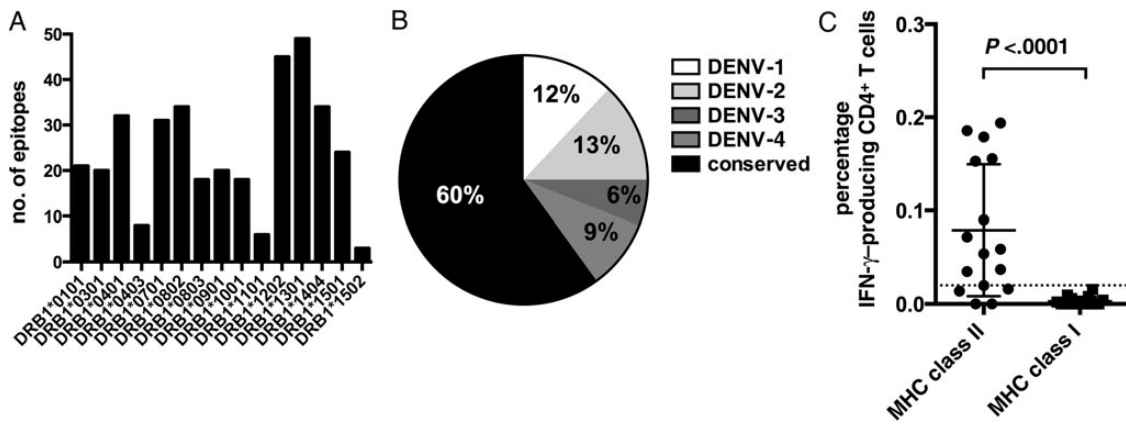 A
no. of epitopes
50
40
30
20
10
0
DRB1*0101
DRB1*0301
DRB1*0401
DRB1*0403
DRB1*0701
DRB1*0802
DRB1*0803
DRB1*0901
DRB1*1001
DRB1*1101
DRB1*1202
DRB1*1301
DRB1*1404
DRB1*1501
DRB1*1502
B
12%
13%
6%
9%
60%
DENV-1
DENV-2
DENV-3
DENV-4
conserved
C
percentage
IFN-γ–producing CD4+ T cells
0.3
0.2
0.1
0.0
P <.0001
MHC class II
MHC class I